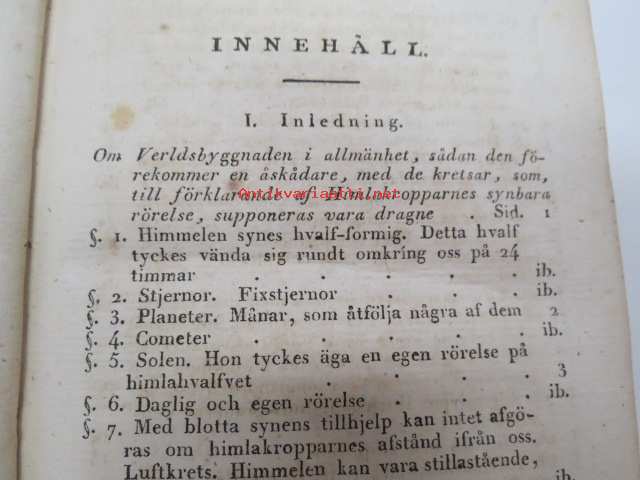 INNEHÅLL.
I. Inledning.
Om Verldsbyggnaden i allmänhet, sådan den fö-
rekommer en åskådare, med de kretsar, som,
till förklarande af Himlakropparnes synbara
Antikvariaatti.net
rörelse, supponeras vara dragne . Sid. 1
§. 1. Himmelen synes hvalf-formig. Detta hvalf
tyckes vända sig rundt omkring oss på 24
timmar . . . . . ib.
§. 2. Stjernor. Fixstjernor . . . ib.
§. 3. Planeter. Månar, som åtfölja några af dem 2
§. 4. Cometer . . . . . ib.
§. 5. Solen. Hon tyckes äga en egen rörelse på
himlahvalfvet . . . . 3
§. 6. Daglig och egen rörelse . . . ib.
§. 7. Med blotta synens tillhjelp kan intet afgö-
ras om himlakropparnes afstånd ifrån oss.
Luftkrets. Himmelen kan vara stillastående,
ib.